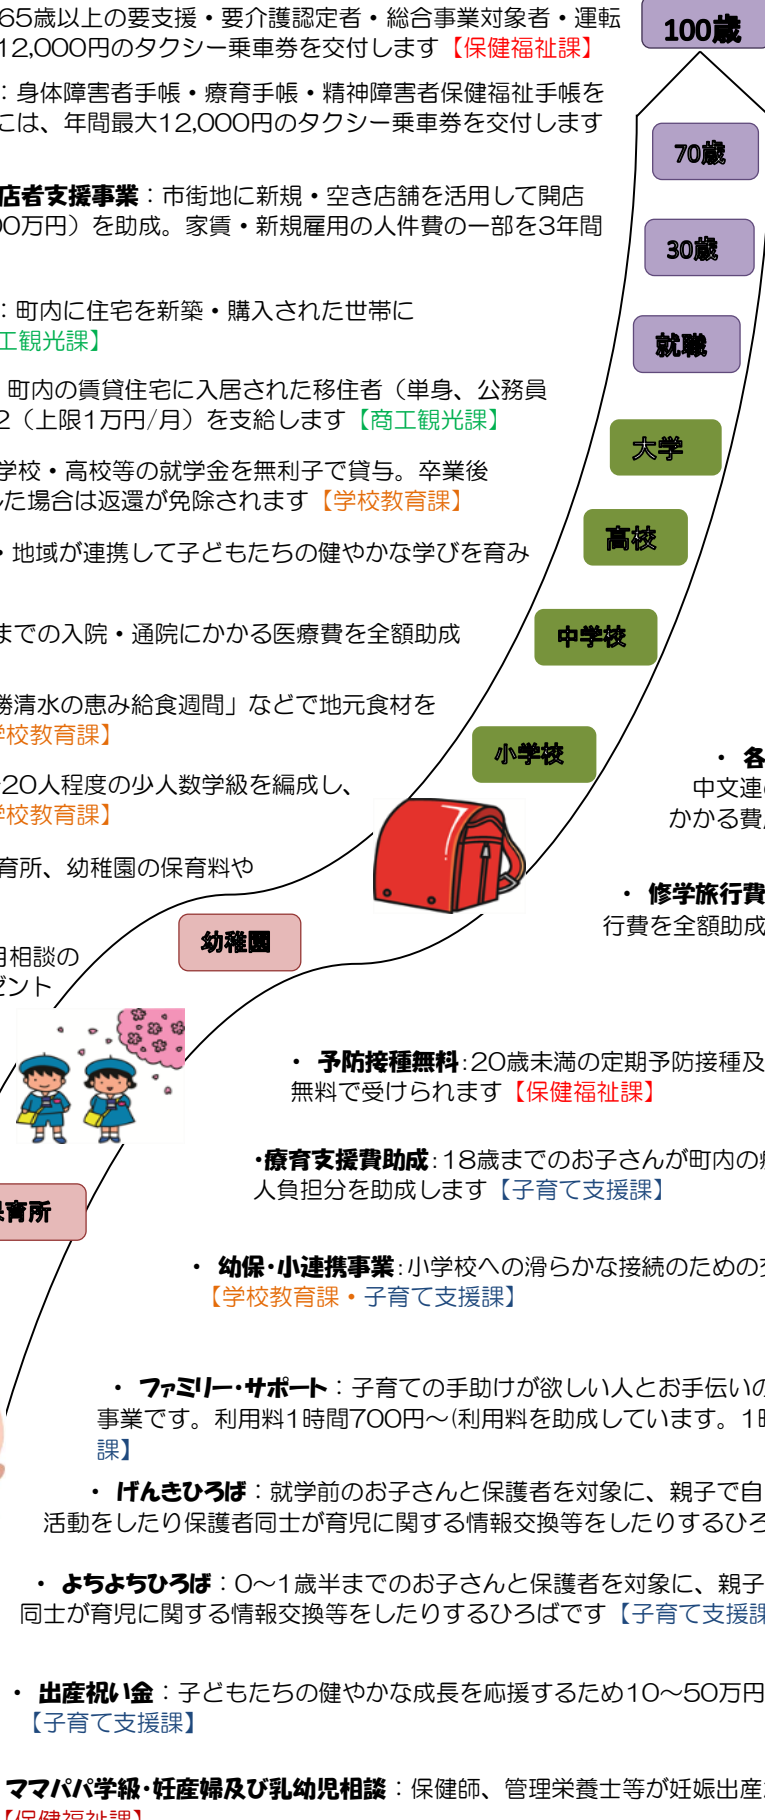 65歳以上の要支援・要介護認定者・総合事業対象者・運転
12,000円のタクシー乗車券を交付します【保健福祉課】
100歳
：身体障害者手帳・療育手帳・精神障害者保健福祉手帳を
には、年間最大12,000円のタクシー乗車券を交付します
70歳
店者支援事業：市街地に新規・空き店舗を活用して開店
00万円）を助成。家賃・新規雇用の人件費の一部を3年間
30歳
：町内に住宅を新築・購入された世帯に
工観光課】
就職
町内の賃貸住宅に入居された移住者（単身、公務員
2（上限1万円/月）を支給します【商工観光課】
大学
学校・高校等の就学金を無利子で貸与。卒業後
した場合は返還が免除されます【学校教育課】
高校
・地域が連携して子どもたちの健やかな学びを育み
中学校
までの入院・通院にかかる医療費を全額助成
勝清水の恵み給食週間」などで地元食材を
学校教育課】
小学校
20人程度の少人数学級を編成し、
学校教育課】
・ 各
中文連の
かかる費用
育所、幼稚園の保育料や
・ 修学旅行費
行費を全額助成
幼稚園
月相談の
ゼント
・ 予防接種無料：20歳未満の定期予防接種及
無料で受けられます【保健福祉課】
・療育支援費助成：18歳までのお子さんが町内の療
人負担分を助成します【子育て支援課】
保育所
・ 幼保・小連携事業：小学校への滑らかな接続のための交
【学校教育課・子育て支援課】
・ ファミリー・サポート：子育ての手助けが欲しい人とお手伝いの
事業です。利用料1時間700円～(利用料を助成しています。1時
課】
・ げんきひろば：就学前のお子さんと保護者を対象に、親子で自
活動をしたり保護者同士が育児に関する情報交換等をしたりするひろ
・ よちよちひろば：0～1歳半までのお子さんと保護者を対象に、親子
同士が育児に関する情報交換等をしたりするひろばです【子育て支援課
・ 出産祝い金：子どもたちの健やかな成長を応援するため10～50万円
【子育て支援課】
ママパパ学級・妊産婦及び乳幼児相談：保健師、管理栄養士等が妊娠出産
【保健福祉課】